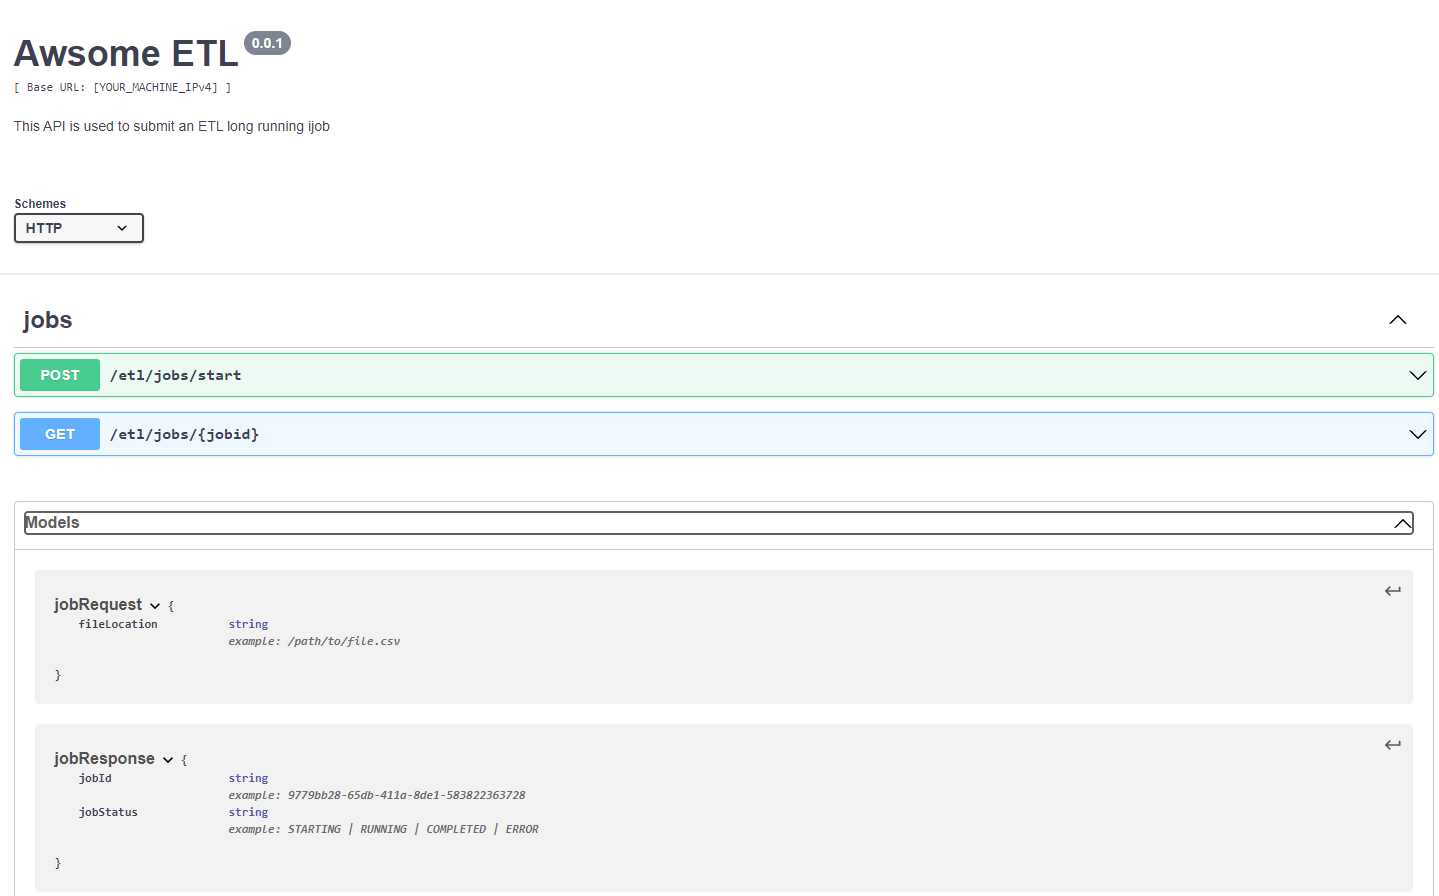 Awsome ETL 0.0.1
[ Base URL: [YOUR_MACHINE_IPv4] ]
This API is used to submit an ETL long running ijob
Schemes
HTTP
jobs
POST /etl/jobs/start
GET /etl/jobs/{jobid}
Models
jobRequest {
fileLocation string
example: /path/to/file.csv
}
jobResponse {
jobId string
example: 9779bb28-65db-411a-8de1-583822363728
jobStatus string
example: STARTING | RUNNING | COMPLETED | ERROR
}